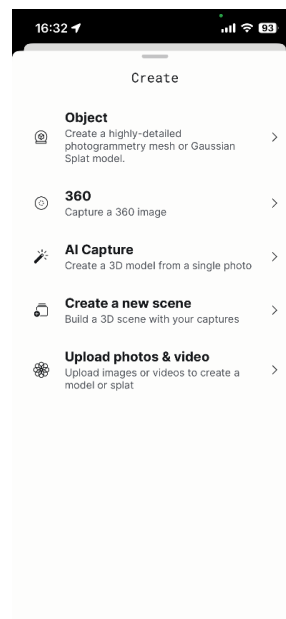 16:32
93
Create
Object
Create a highly-detailed
photogrammetry mesh or Gaussian
Splat model.
360
Capture a 360 image
AI Capture
Create a 3D model from a single photo
Create a new scene
Build a 3D scene with your captures
Upload photos & video
Upload images or videos to create a
model or splat